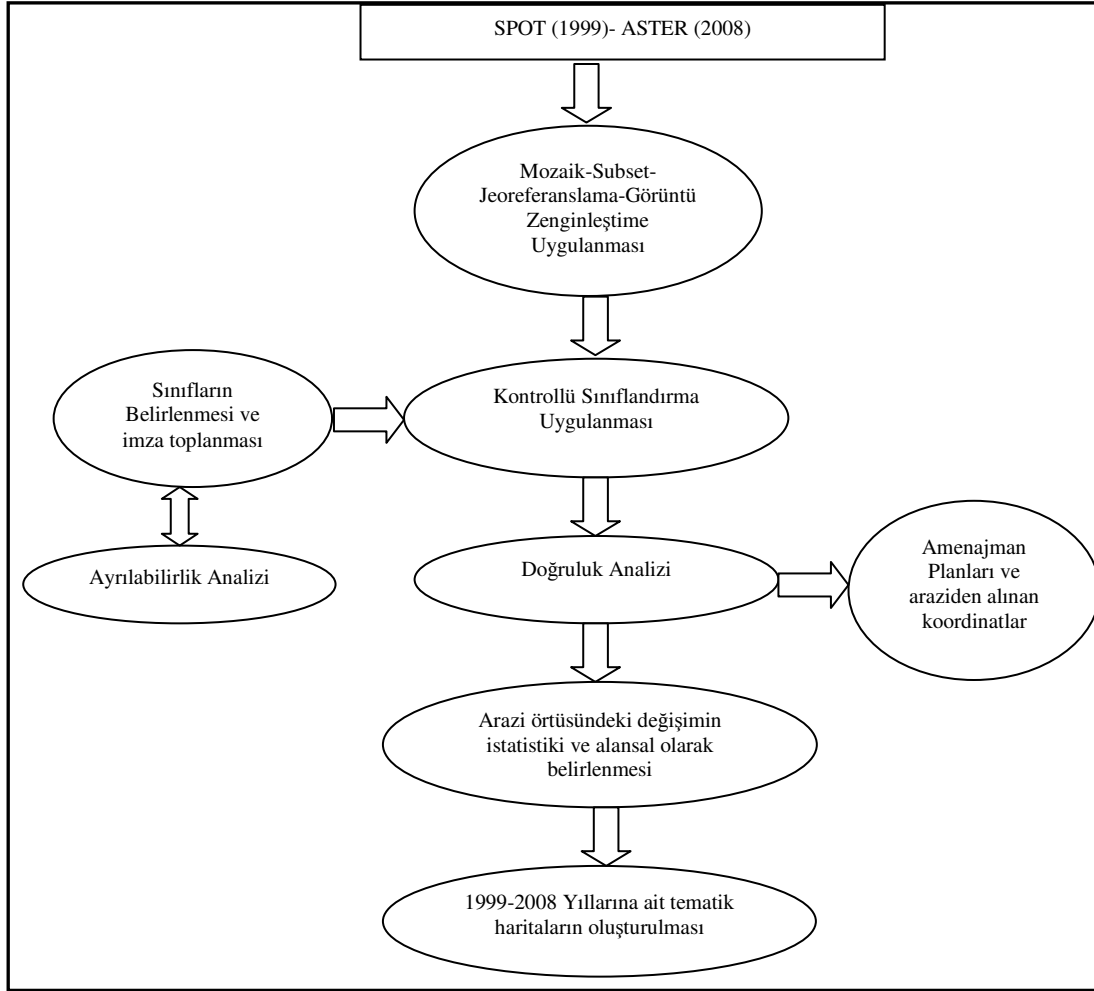 SPOT (1999)- ASTER (2008)
Mozaik-Subset-
Jeoreferanslama-Görüntü
Zenginleştime
Uygulanması
Sınıfların
Belirlenmesi ve
imza toplanması
Kontrollü Sınıflandırma
Uygulanması
Ayrılabilirlik Analizi
Doğruluk Analizi
Amenajman
Planları ve
araziden alınan
koordinatlar
Arazi örtüsündeki değişimin
istatistiki ve alansal olarak
belirlenmesi
1999-2008 Yıllarına ait tematik
haritaların oluşturulması